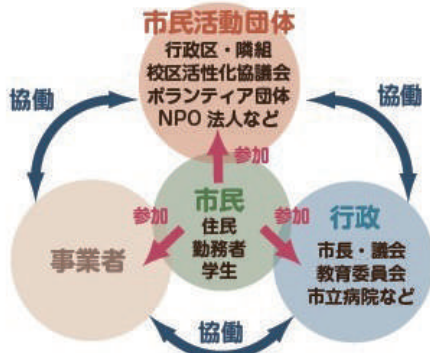 市民活動団体
行政区・隣組
校区活性化協議会
ボランティア団体
NPO 法人など
協働
協働
参加
市民
住民
勤務者
学生
参加
参加
事業者
行政
市長・議会
教育委員会
市立病院など
協働